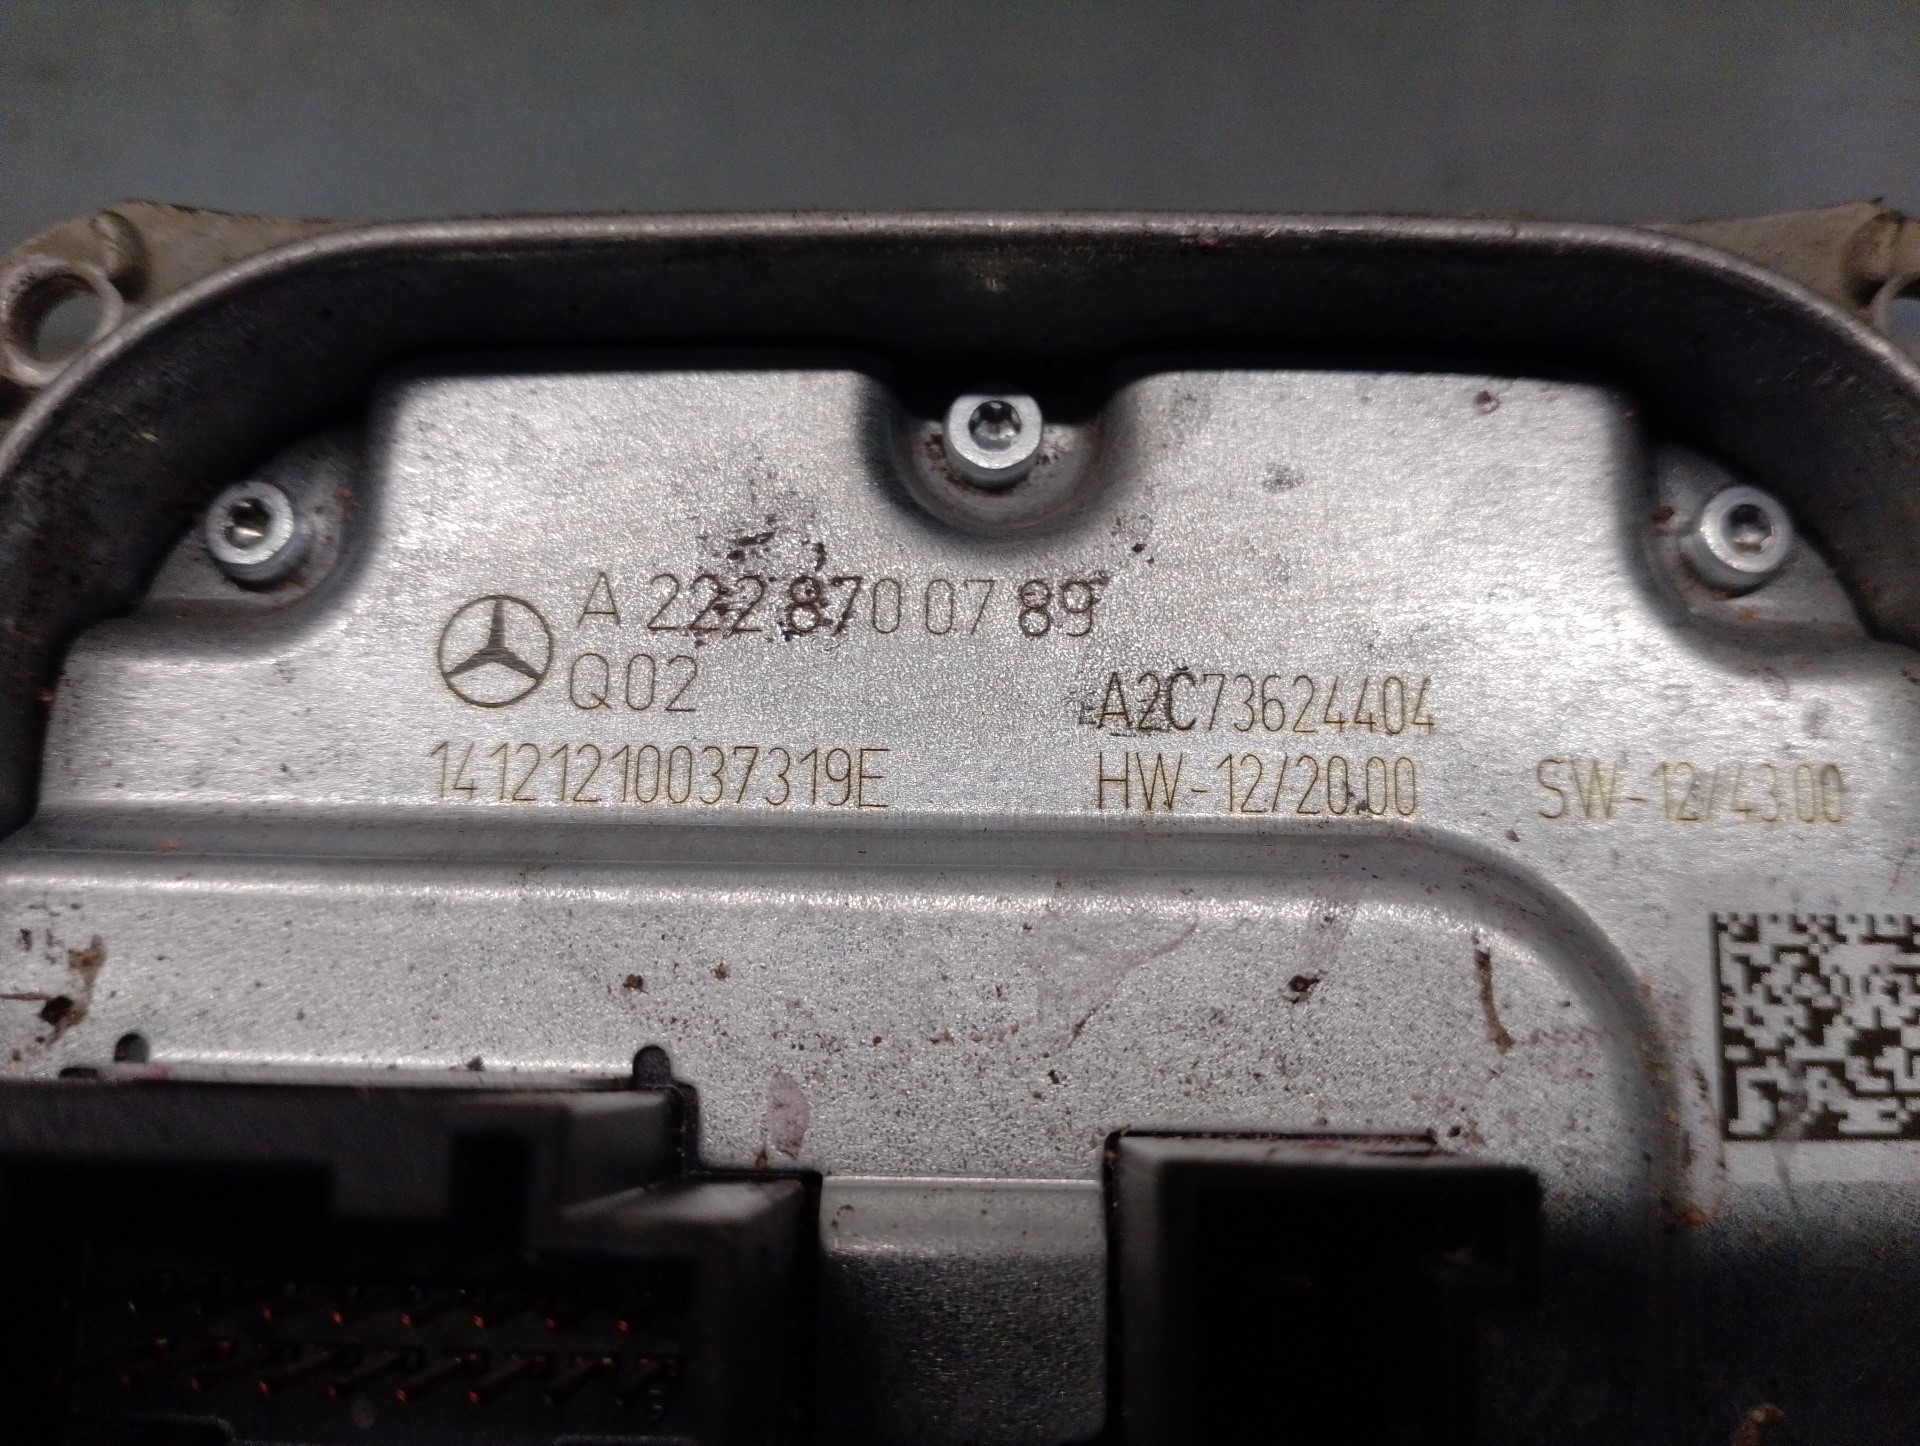 A 222 870 07 89
Q02
A2C73624404
14121210037319E
HW-12/20.00
SW-12/43.00